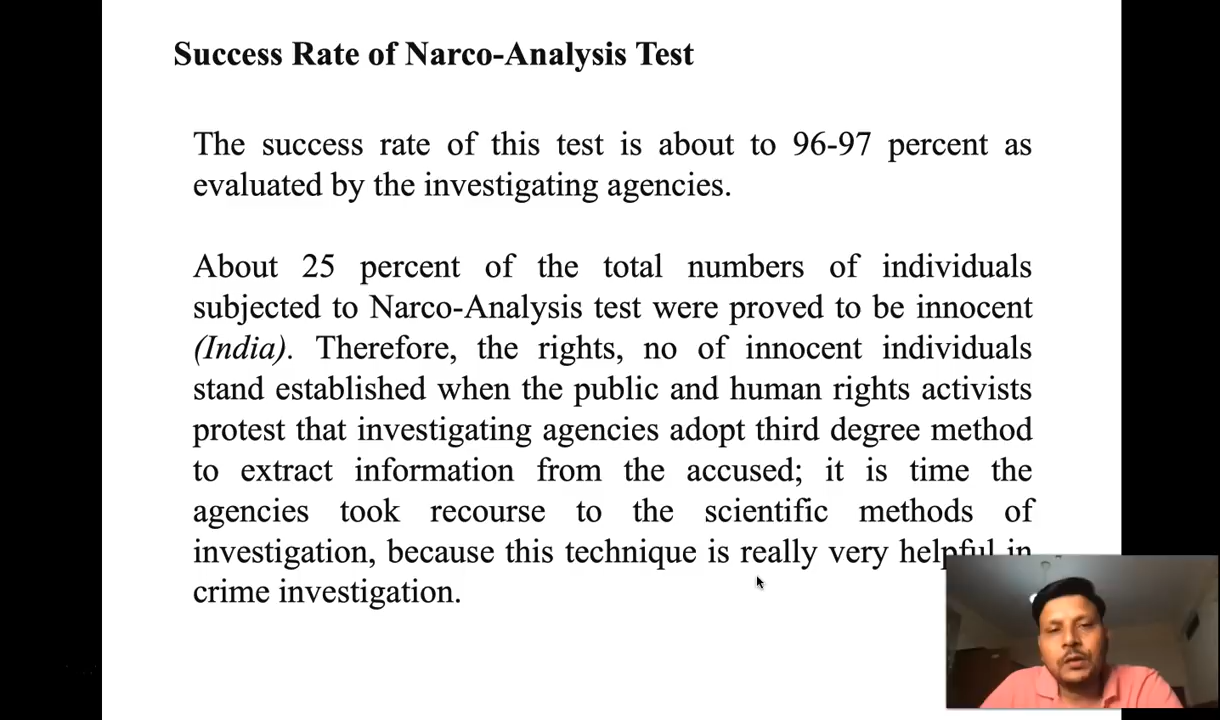 Success Rate of Narco-Analysis Test
The success rate of this test is about to 96-97 percent as
evaluated by the investigating agencies.
About 25 percent of the total numbers of individuals
subjected to Narco-Analysis test were proved to be innocent
(India). Therefore, the rights, no of innocent individuals
stand established when the public and human rights activists
protest that investigating agencies adopt third degree method
to extract information from the accused; it is time the
agencies took recourse to the scientific methods of
investigation, because this technique is really very helpful in
crime investigation.